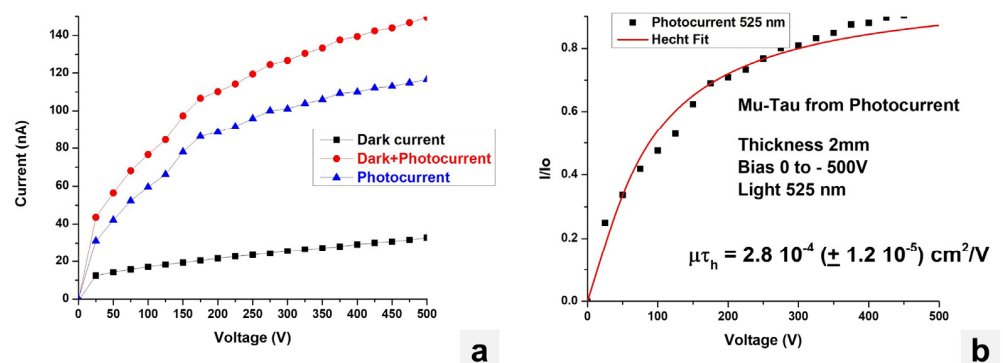 Current (nA)
140
120
100
80
60
40
20
0
Dark current
Dark+Photocurrent
Photocurrent
0 50 100 150 200 250 300 350 400 450 500
Voltage (V)
a
I/Io
0.8
0.6
0.4
0.2
0.0
Photocurrent 525 nm
Hecht Fit
Mu-Tau from Photocurrent
Thickness 2mm
Bias 0 to - 500V
Light 525 nm
μτh = 2.8 10-4 (± 1.2 10-5) cm2/V
0 100 200 300 400 500
Voltage (V)
b